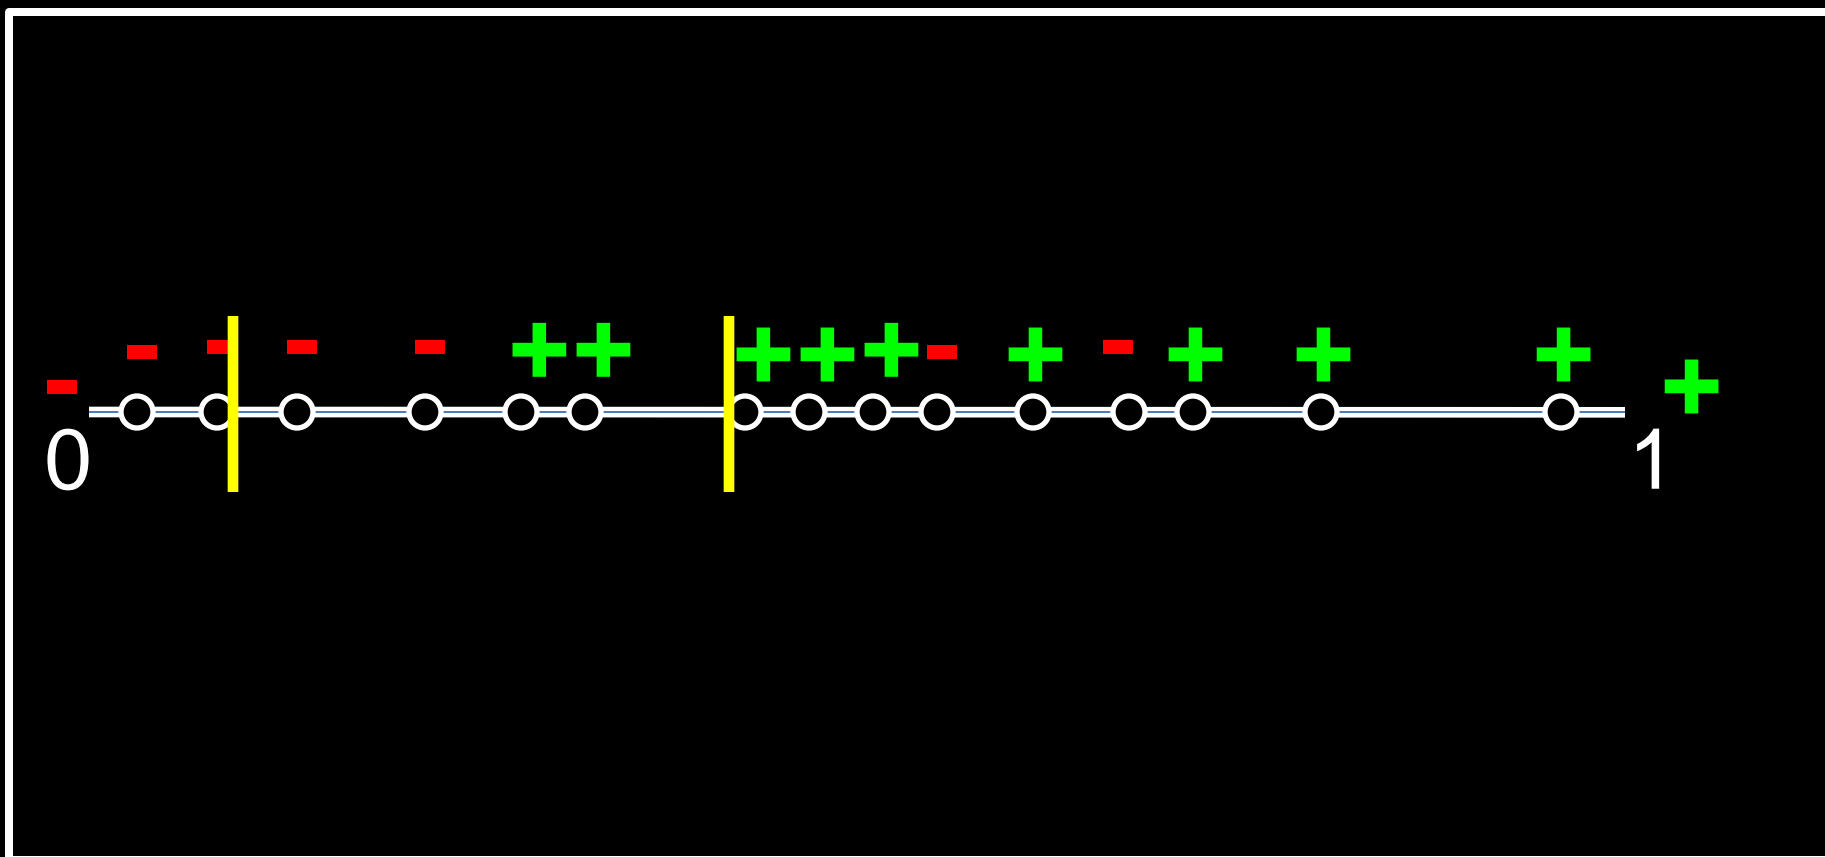 - - - - - + + + + + - + - + + + +
0 1